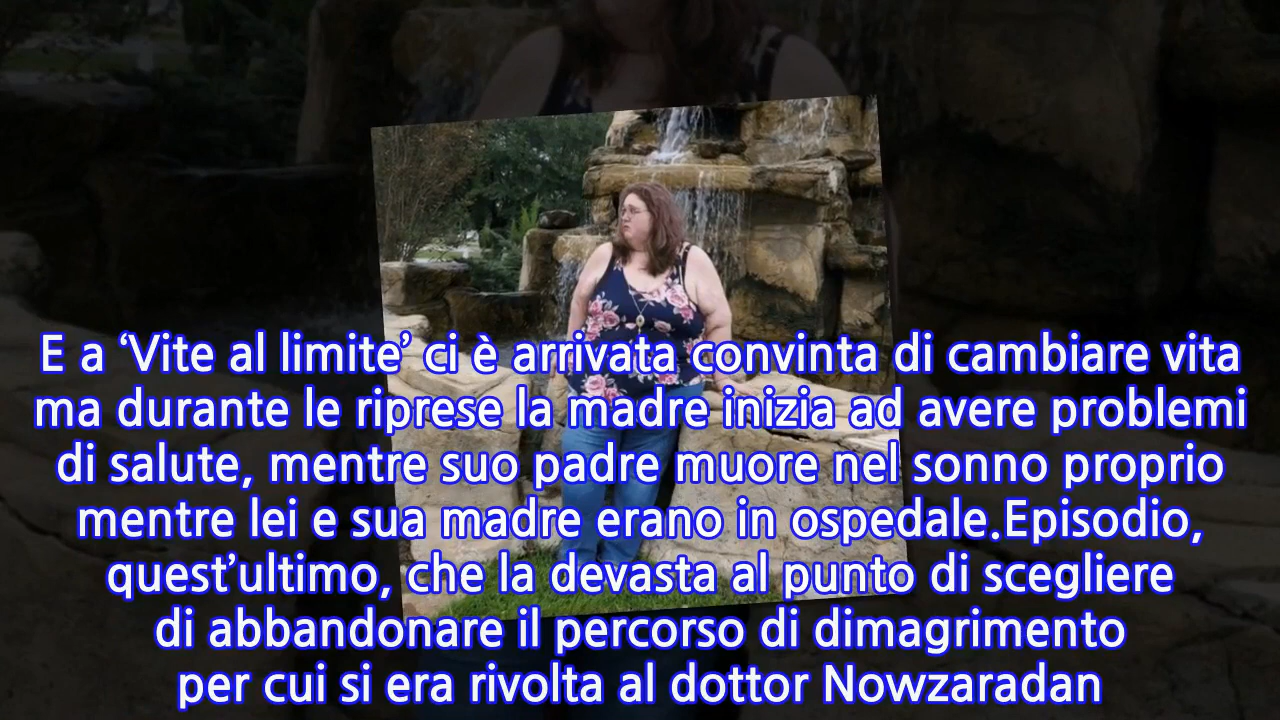 E a ‘Vite al limite’ ci è arrivata convinta di cambiare vita
ma durante le riprese la madre inizia ad avere problemi
di salute, mentre suo padre muore nel sonno proprio
mentre lei e sua madre erano in ospedale.Episodio,
quest’ultimo, che la devasta al punto di scegliere
di abbandonare il percorso di dimagrimento
per cui si era rivolta al dottor Nowzaradan